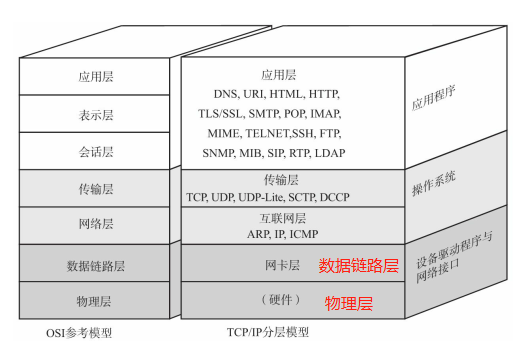 应用层
表示层
会话层
传输层
网络层
数据链路层
物理层
OSI参考模型
应用层
DNS, URI, HTML, HTTP,
TLS/SSL, SMTP, POP, IMAP,
MIME, TELNET,SSH, FTP,
SNMP, MIB, SIP, RTP, LDAP
传输层
TCP, UDP, UDP-Lite, SCTP, DCCP
互联网层
ARP, IP, ICMP
网卡层 数据链路层
（硬件） 物理层
TCP/IP分层模型
应用程序
操作系统
设备驱动程序与
网络接口